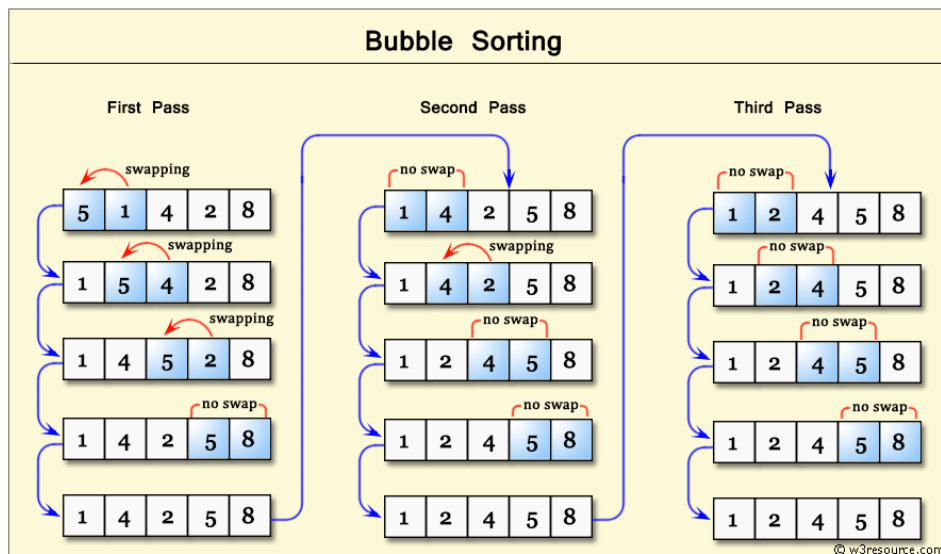 Bubble Sorting
First Pass
swapping
5 1 4 2 8
swapping
1 5 4 2 8
swapping
1 4 5 2 8
no swap
1 4 2 5 8
1 4 2 5 8
Second Pass
no swap
1 4 2 5 8
swapping
1 4 2 5 8
no swap
1 2 4 5 8
no swap
1 2 4 5 8
1 2 4 5 8
Third Pass
no swap
1 2 4 5 8
no swap
1 2 4 5 8
no swap
1 2 4 5 8
no swap
1 2 4 5 8
1 2 4 5 8
© w3resource.com